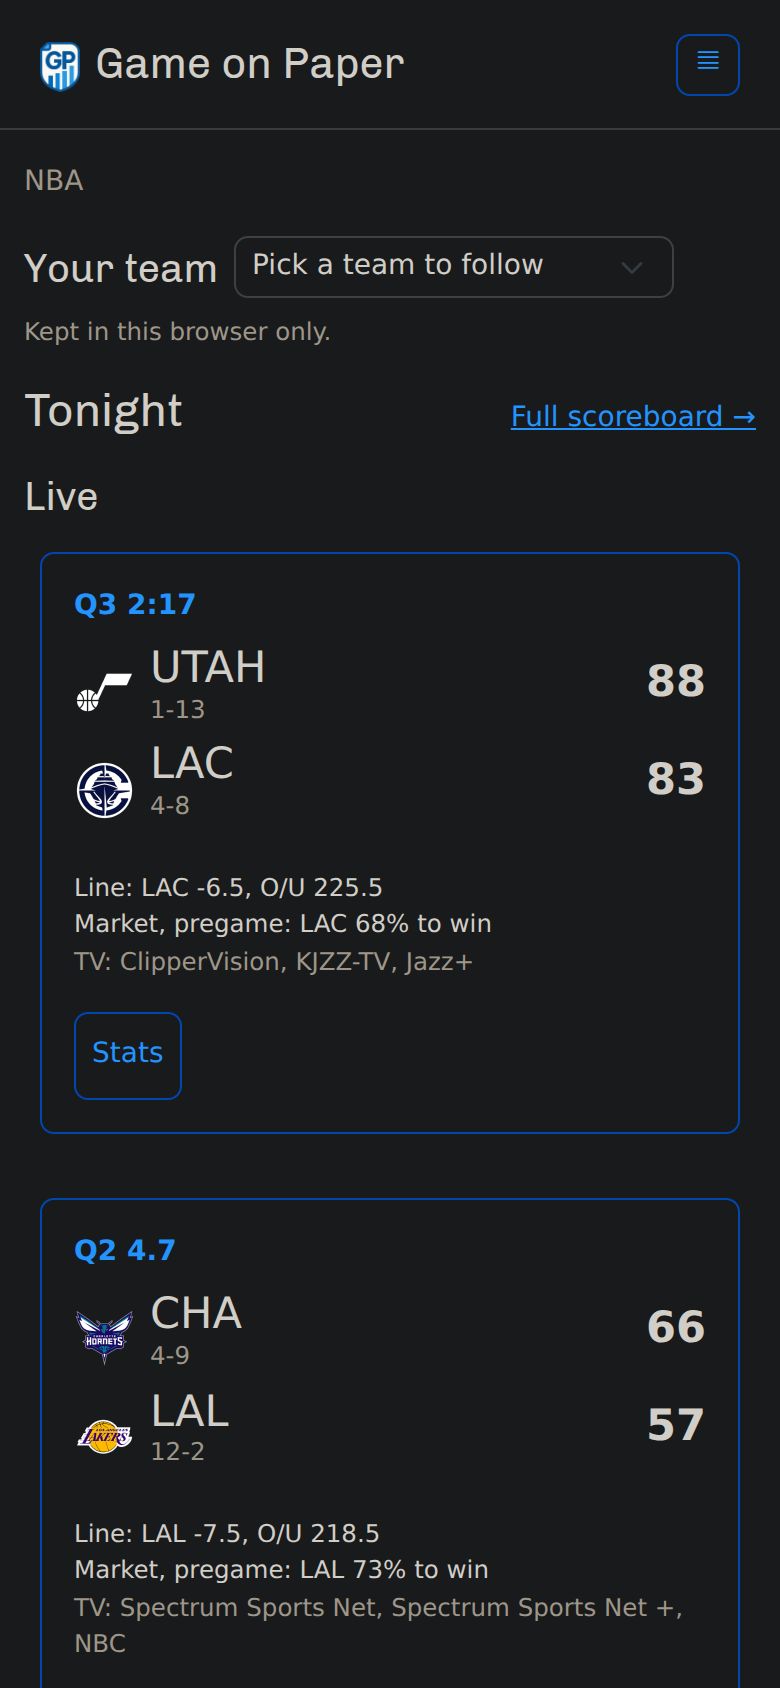 GP
Game on Paper
NBA
Your team
Pick a team to follow
Kept in this browser only.
Tonight
Full scoreboard →
Live
Q3 2:17
UTAH
88
1-13
LAC
83
4-8
Line: LAC -6.5, O/U 225.5
Market, pregame: LAC 68% to win
TV: ClipperVision, KJZZ-TV, Jazz+
Stats
Q2 4.7
CHA
66
4-9
HORNETS
LAL
57
12-2
LAKERS
Line: LAL -7.5, O/U 218.5
Market, pregame: LAL 73% to win
TV: Spectrum Sports Net, Spectrum Sports Net +,
NBC